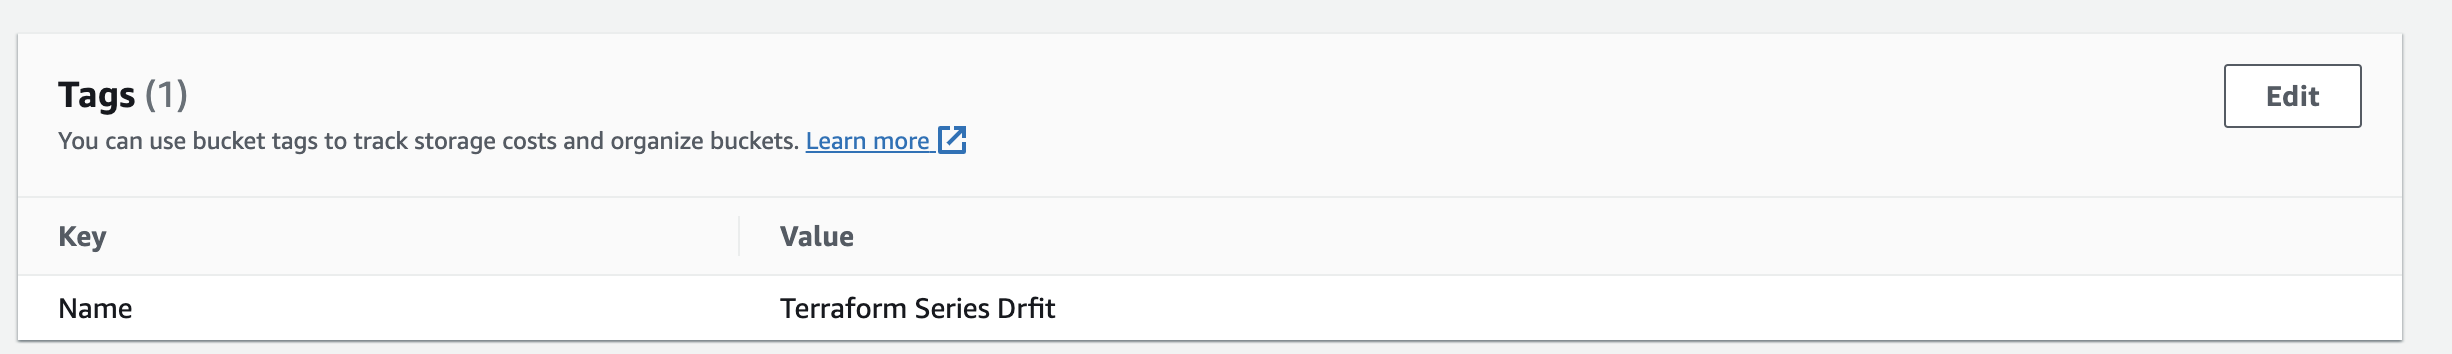 Tags (1)
Edit
You can use bucket tags to track storage costs and organize buckets. Learn more
Key Value
Name Terraform Series Drfit